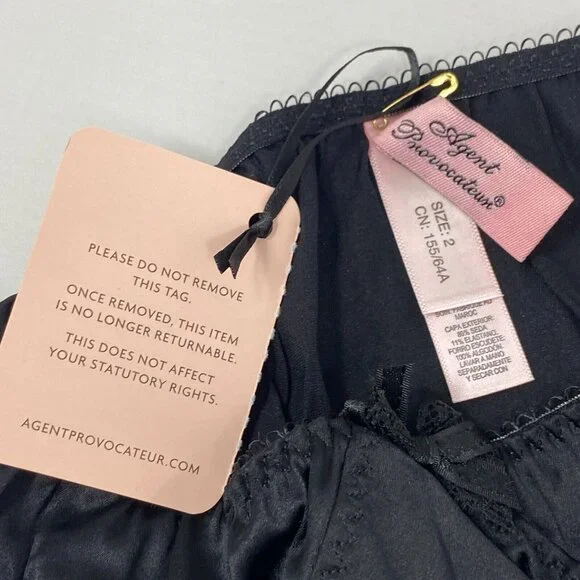 PLEASE DO NOT REMOVE
THIS TAG.
ONCE REMOVED, THIS ITEM
IS NO LONGER RETURNABLE.
THIS DOES NOT AFFECT
YOUR STATUTORY RIGHTS.
AGENTPROVOCATEUR.COM
Agent
Provocateur®
SIZE: 2
CN: 155/64A
MAROC
CAPA EXTERIOR:
89% SEDA
11% ELASTANO.
FORRO ESCUDETE:
100% ALGODÓN.
LAVAR A MANO
SEPARADAMENTE
Y SECAR CON